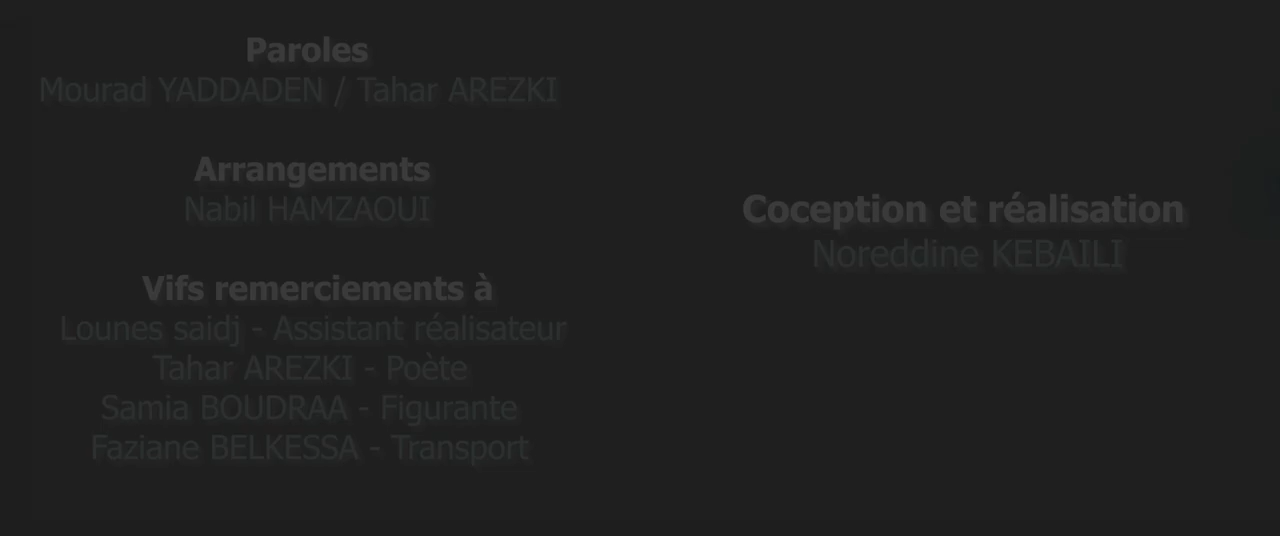 Paroles
Mourad YADDADEN / Tahar AREZKI
Arrangements
Nabil HAMZAOUI
Vifs remerciements à
Lounes saidj - Assistant réalisateur
Tahar AREZKI - Poète
Samia BOUDRAA - Figurante
Faziane BELKESSA - Transport
Coception et réalisation
Noreddine KEBAILI